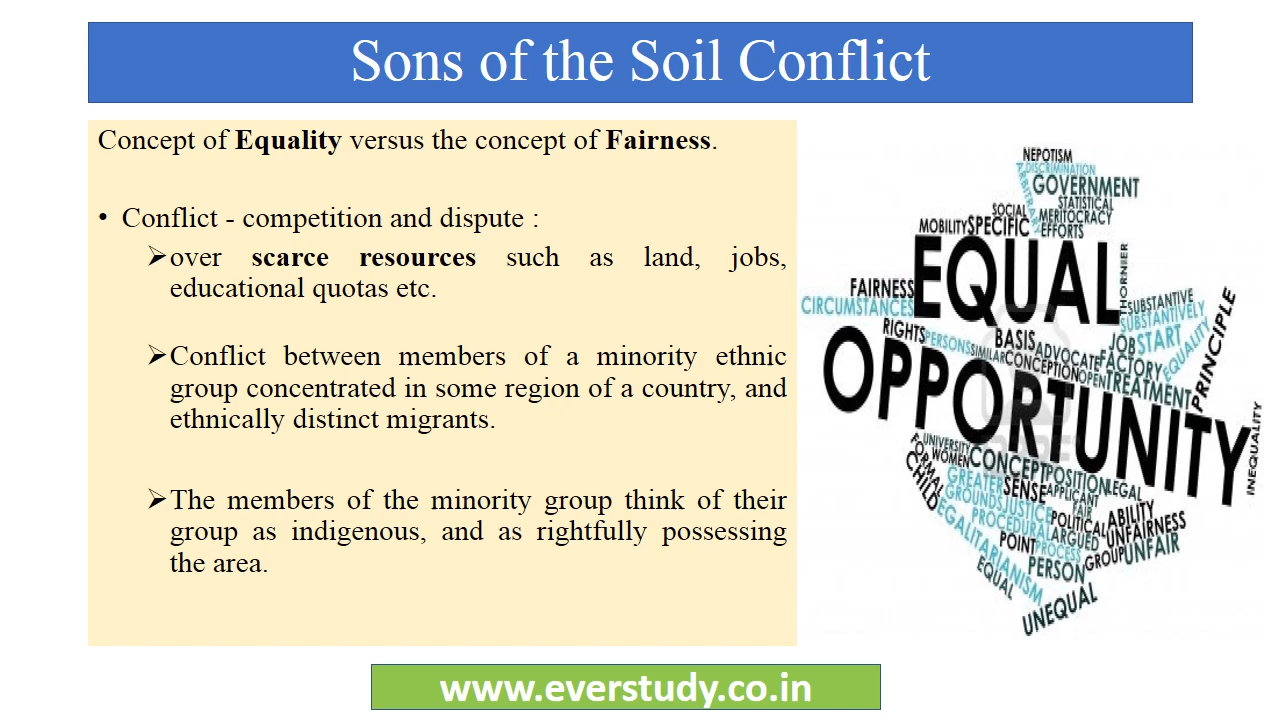 Sons of the Soil Conflict
Concept of Equality versus the concept of Fairness.
• Conflict - competition and dispute :
➢over scarce resources such as land, jobs,
educational quotas etc.
➢Conflict between members of a minority ethnic
group concentrated in some region of a country, and
ethnically distinct migrants.
➢The members of the minority group think of their
group as indigenous, and as rightfully possessing
the area.
NEPOTISM
DISCRIMINATION
ARBITRARY
GOVERNMENT
STATISTICAL
SOCIAL
MERITOCRACY
MOBILITY
SPECIFIC
EFFORTS
EQUAL
THORNIER
FAIRNESS
CIRCUMSTANCES
SUBSTANTIVE
SUBSTANTIVELY
PRINCIPLE
RIGHTS
PERSONS
SIMILAR
BASIS
CONCEPTION
ADVOCATE
OPEN
FACTORY
JOB
START
EQUALITY
TREATMENT
OPPORTUNITY
INEQUALITY
FORMAL
UNIVERSITY
WOMEN
CHILD
CONCEPT
POSITION
LEGAL
GREATER
SENSE
APPLICANT
GROUNDS
JUSTICE
FAIR
ABILITY
PROCEDURAL
POLITICAL
UNFAIRNESS
EGALITARIANISM
ARGUED
POINT
PROCESS
GROUP
UNFAIR
EQUAL
PERSON
UNEQUAL
www.everstudy.co.in